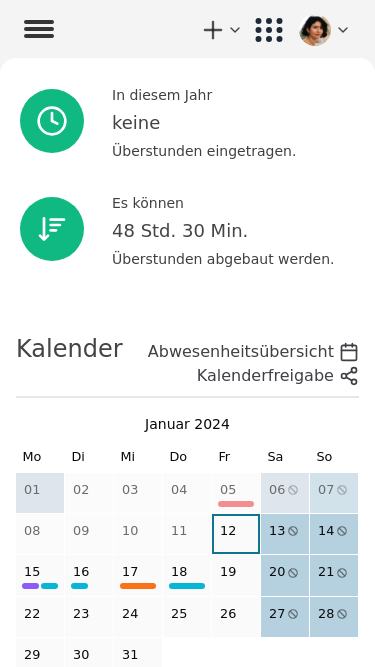 In diesem Jahr
keine
Überstunden eingetragen.
Es können
48 Std. 30 Min.
Überstunden abgebaut werden.
Kalender
Abwesenheitsübersicht
Kalenderfreigabe
Januar 2024
Mo Di Mi Do Fr Sa So
01 02 03 04 05 06 07
08 09 10 11 12 13 14
15 16 17 18 19 20 21
22 23 24 25 26 27 28
29 30 31